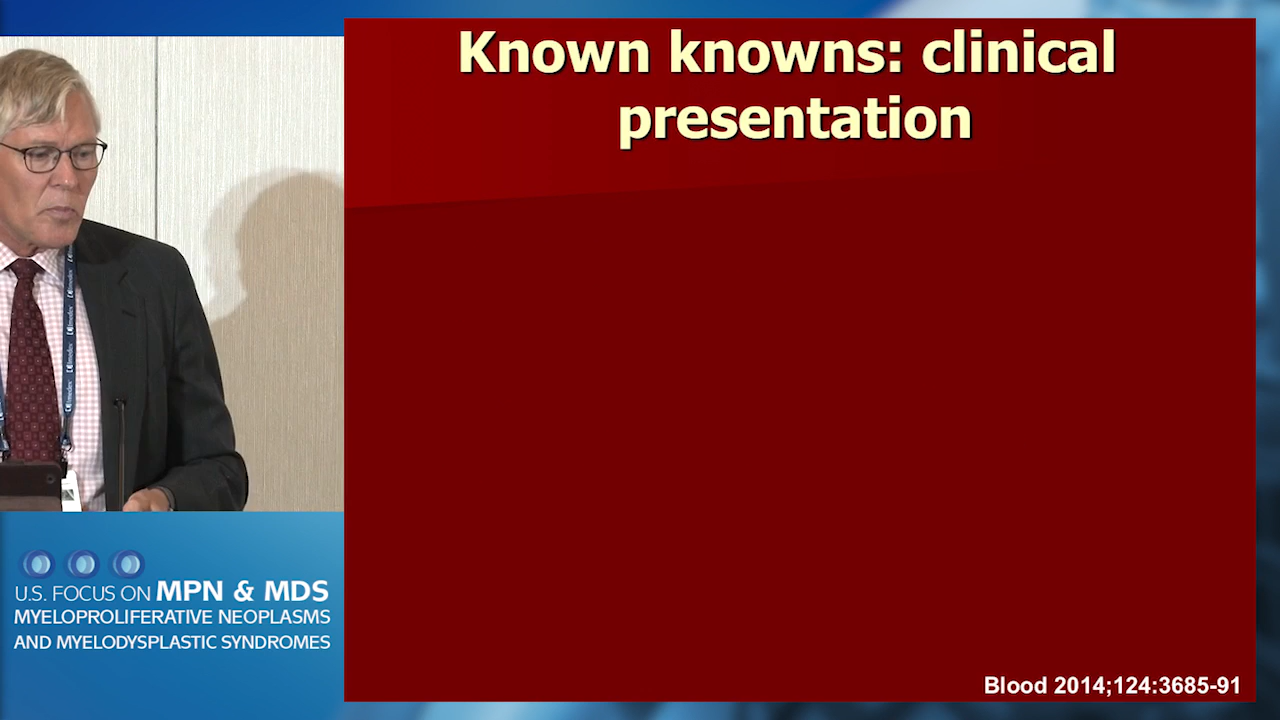 Known knowns: clinical
presentation
Blood 2014;124:3685-91
U.S. FOCUS ON MPN & MDS
MYELOPROLIFERATIVE NEOPLASMS
AND MYELODYSPLASTIC SYNDROMES